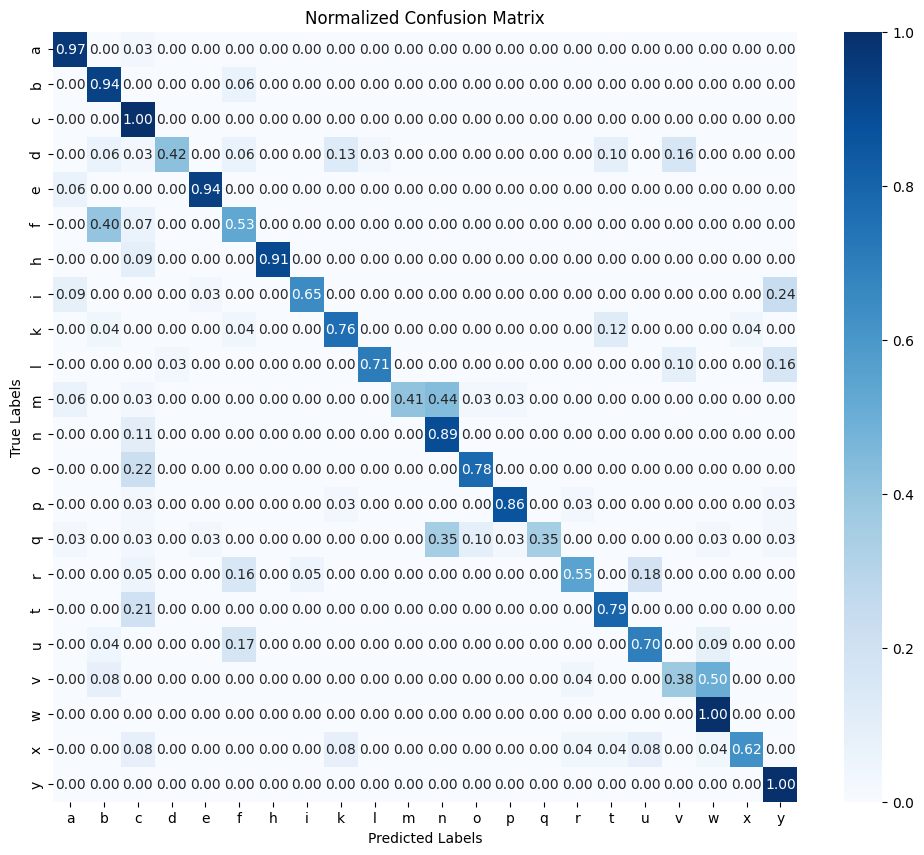 Normalized Confusion Matrix
a 0.97 0.00 0.03 0.00 0.00 0.00 0.00 0.00 0.00 0.00 0.00 0.00 0.00 0.00 0.00 0.00 0.00 0.00 0.00 0.00 0.00 0.00
b 0.00 0.94 0.00 0.00 0.00 0.06 0.00 0.00 0.00 0.00 0.00 0.00 0.00 0.00 0.00 0.00 0.00 0.00 0.00 0.00 0.00 0.00
c 0.00 0.00 1.00 0.00 0.00 0.00 0.00 0.00 0.00 0.00 0.00 0.00 0.00 0.00 0.00 0.00 0.00 0.00 0.00 0.00 0.00 0.00
d 0.00 0.06 0.03 0.42 0.00 0.06 0.00 0.00 0.13 0.03 0.00 0.00 0.00 0.00 0.00 0.00 0.10 0.00 0.16 0.00 0.00 0.00
e 0.06 0.00 0.00 0.00 0.94 0.00 0.00 0.00 0.00 0.00 0.00 0.00 0.00 0.00 0.00 0.00 0.00 0.00 0.00 0.00 0.00 0.00
f 0.00 0.40 0.07 0.00 0.00 0.53 0.00 0.00 0.00 0.00 0.00 0.00 0.00 0.00 0.00 0.00 0.00 0.00 0.00 0.00 0.00 0.00
h 0.00 0.00 0.09 0.00 0.00 0.00 0.91 0.00 0.00 0.00 0.00 0.00 0.00 0.00 0.00 0.00 0.00 0.00 0.00 0.00 0.00 0.00
i 0.09 0.00 0.00 0.00 0.03 0.00 0.00 0.65 0.00 0.00 0.00 0.00 0.00 0.00 0.00 0.00 0.00 0.00 0.00 0.00 0.00 0.24
k 0.00 0.04 0.00 0.00 0.00 0.04 0.00 0.00 0.76 0.00 0.00 0.00 0.00 0.00 0.00 0.00 0.12 0.00 0.00 0.00 0.04 0.00
l 0.00 0.00 0.00 0.03 0.00 0.00 0.00 0.00 0.00 0.71 0.00 0.00 0.00 0.00 0.00 0.00 0.00 0.00 0.10 0.00 0.00 0.16
m 0.06 0.00 0.03 0.00 0.00 0.00 0.00 0.00 0.00 0.00 0.41 0.44 0.03 0.03 0.00 0.00 0.00 0.00 0.00 0.00 0.00 0.00
n 0.00 0.00 0.11 0.00 0.00 0.00 0.00 0.00 0.00 0.00 0.00 0.89 0.00 0.00 0.00 0.00 0.00 0.00 0.00 0.00 0.00 0.00
o 0.00 0.00 0.22 0.00 0.00 0.00 0.00 0.00 0.00 0.00 0.00 0.00 0.78 0.00 0.00 0.00 0.00 0.00 0.00 0.00 0.00 0.00
p 0.00 0.00 0.03 0.00 0.00 0.00 0.00 0.00 0.03 0.00 0.00 0.00 0.00 0.86 0.00 0.03 0.00 0.00 0.00 0.00 0.00 0.03
q 0.03 0.00 0.03 0.00 0.03 0.00 0.00 0.00 0.00 0.00 0.00 0.35 0.10 0.03 0.35 0.00 0.00 0.00 0.00 0.03 0.00 0.03
r 0.00 0.00 0.05 0.00 0.00 0.16 0.00 0.05 0.00 0.00 0.00 0.00 0.00 0.00 0.00 0.55 0.00 0.18 0.00 0.00 0.00 0.00
t 0.00 0.00 0.21 0.00 0.00 0.00 0.00 0.00 0.00 0.00 0.00 0.00 0.00 0.00 0.00 0.00 0.79 0.00 0.00 0.00 0.00 0.00
u 0.00 0.04 0.00 0.00 0.00 0.17 0.00 0.00 0.00 0.00 0.00 0.00 0.00 0.00 0.00 0.00 0.00 0.70 0.00 0.09 0.00 0.00
v 0.00 0.08 0.00 0.00 0.00 0.00 0.00 0.00 0.00 0.00 0.00 0.00 0.00 0.00 0.00 0.04 0.00 0.00 0.38 0.50 0.00 0.00
w 0.00 0.00 0.00 0.00 0.00 0.00 0.00 0.00 0.00 0.00 0.00 0.00 0.00 0.00 0.00 0.00 0.00 0.00 0.00 1.00 0.00 0.00
x 0.00 0.00 0.08 0.00 0.00 0.00 0.00 0.00 0.08 0.00 0.00 0.00 0.00 0.00 0.00 0.04 0.04 0.08 0.00 0.04 0.62 0.00
y 0.00 0.00 0.00 0.00 0.00 0.00 0.00 0.00 0.00 0.00 0.00 0.00 0.00 0.00 0.00 0.00 0.00 0.00 0.00 0.00 0.00 1.00
a b c d e f h i k l m n o p q r t u v w x y
Predicted Labels
True Labels
1.0
0.8
0.6
0.4
0.2
0.0